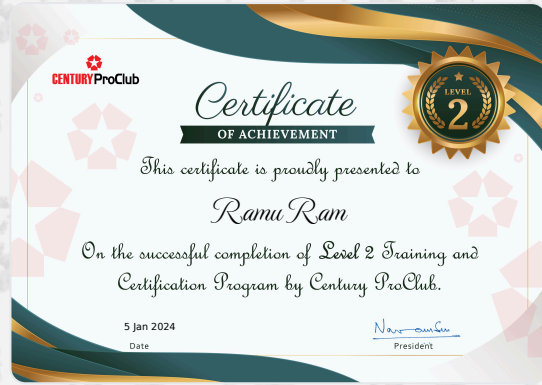 CENTURY ProClub
Certificate
OF ACHIEVEMENT
LEVEL
2
This certificate is proudly presented to
Ramu Ram
On the successful completion of Level 2 Training and
Certification Program by Century ProClub.
5 Jan 2024
Date
President